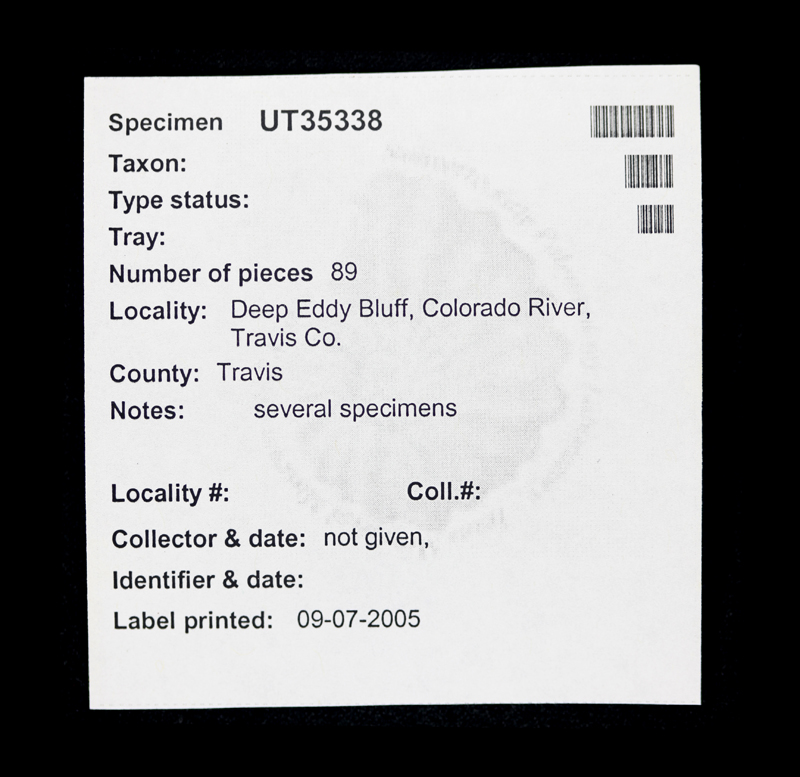 Specimen UT35338
Taxon:
Type status:
Tray:
Number of pieces 89
Locality: Deep Eddy Bluff, Colorado River,
Travis Co.
County: Travis
Notes: several specimens
Locality #: Coll.#:
Collector & date: not given,
Identifier & date:
Label printed: 09-07-2005